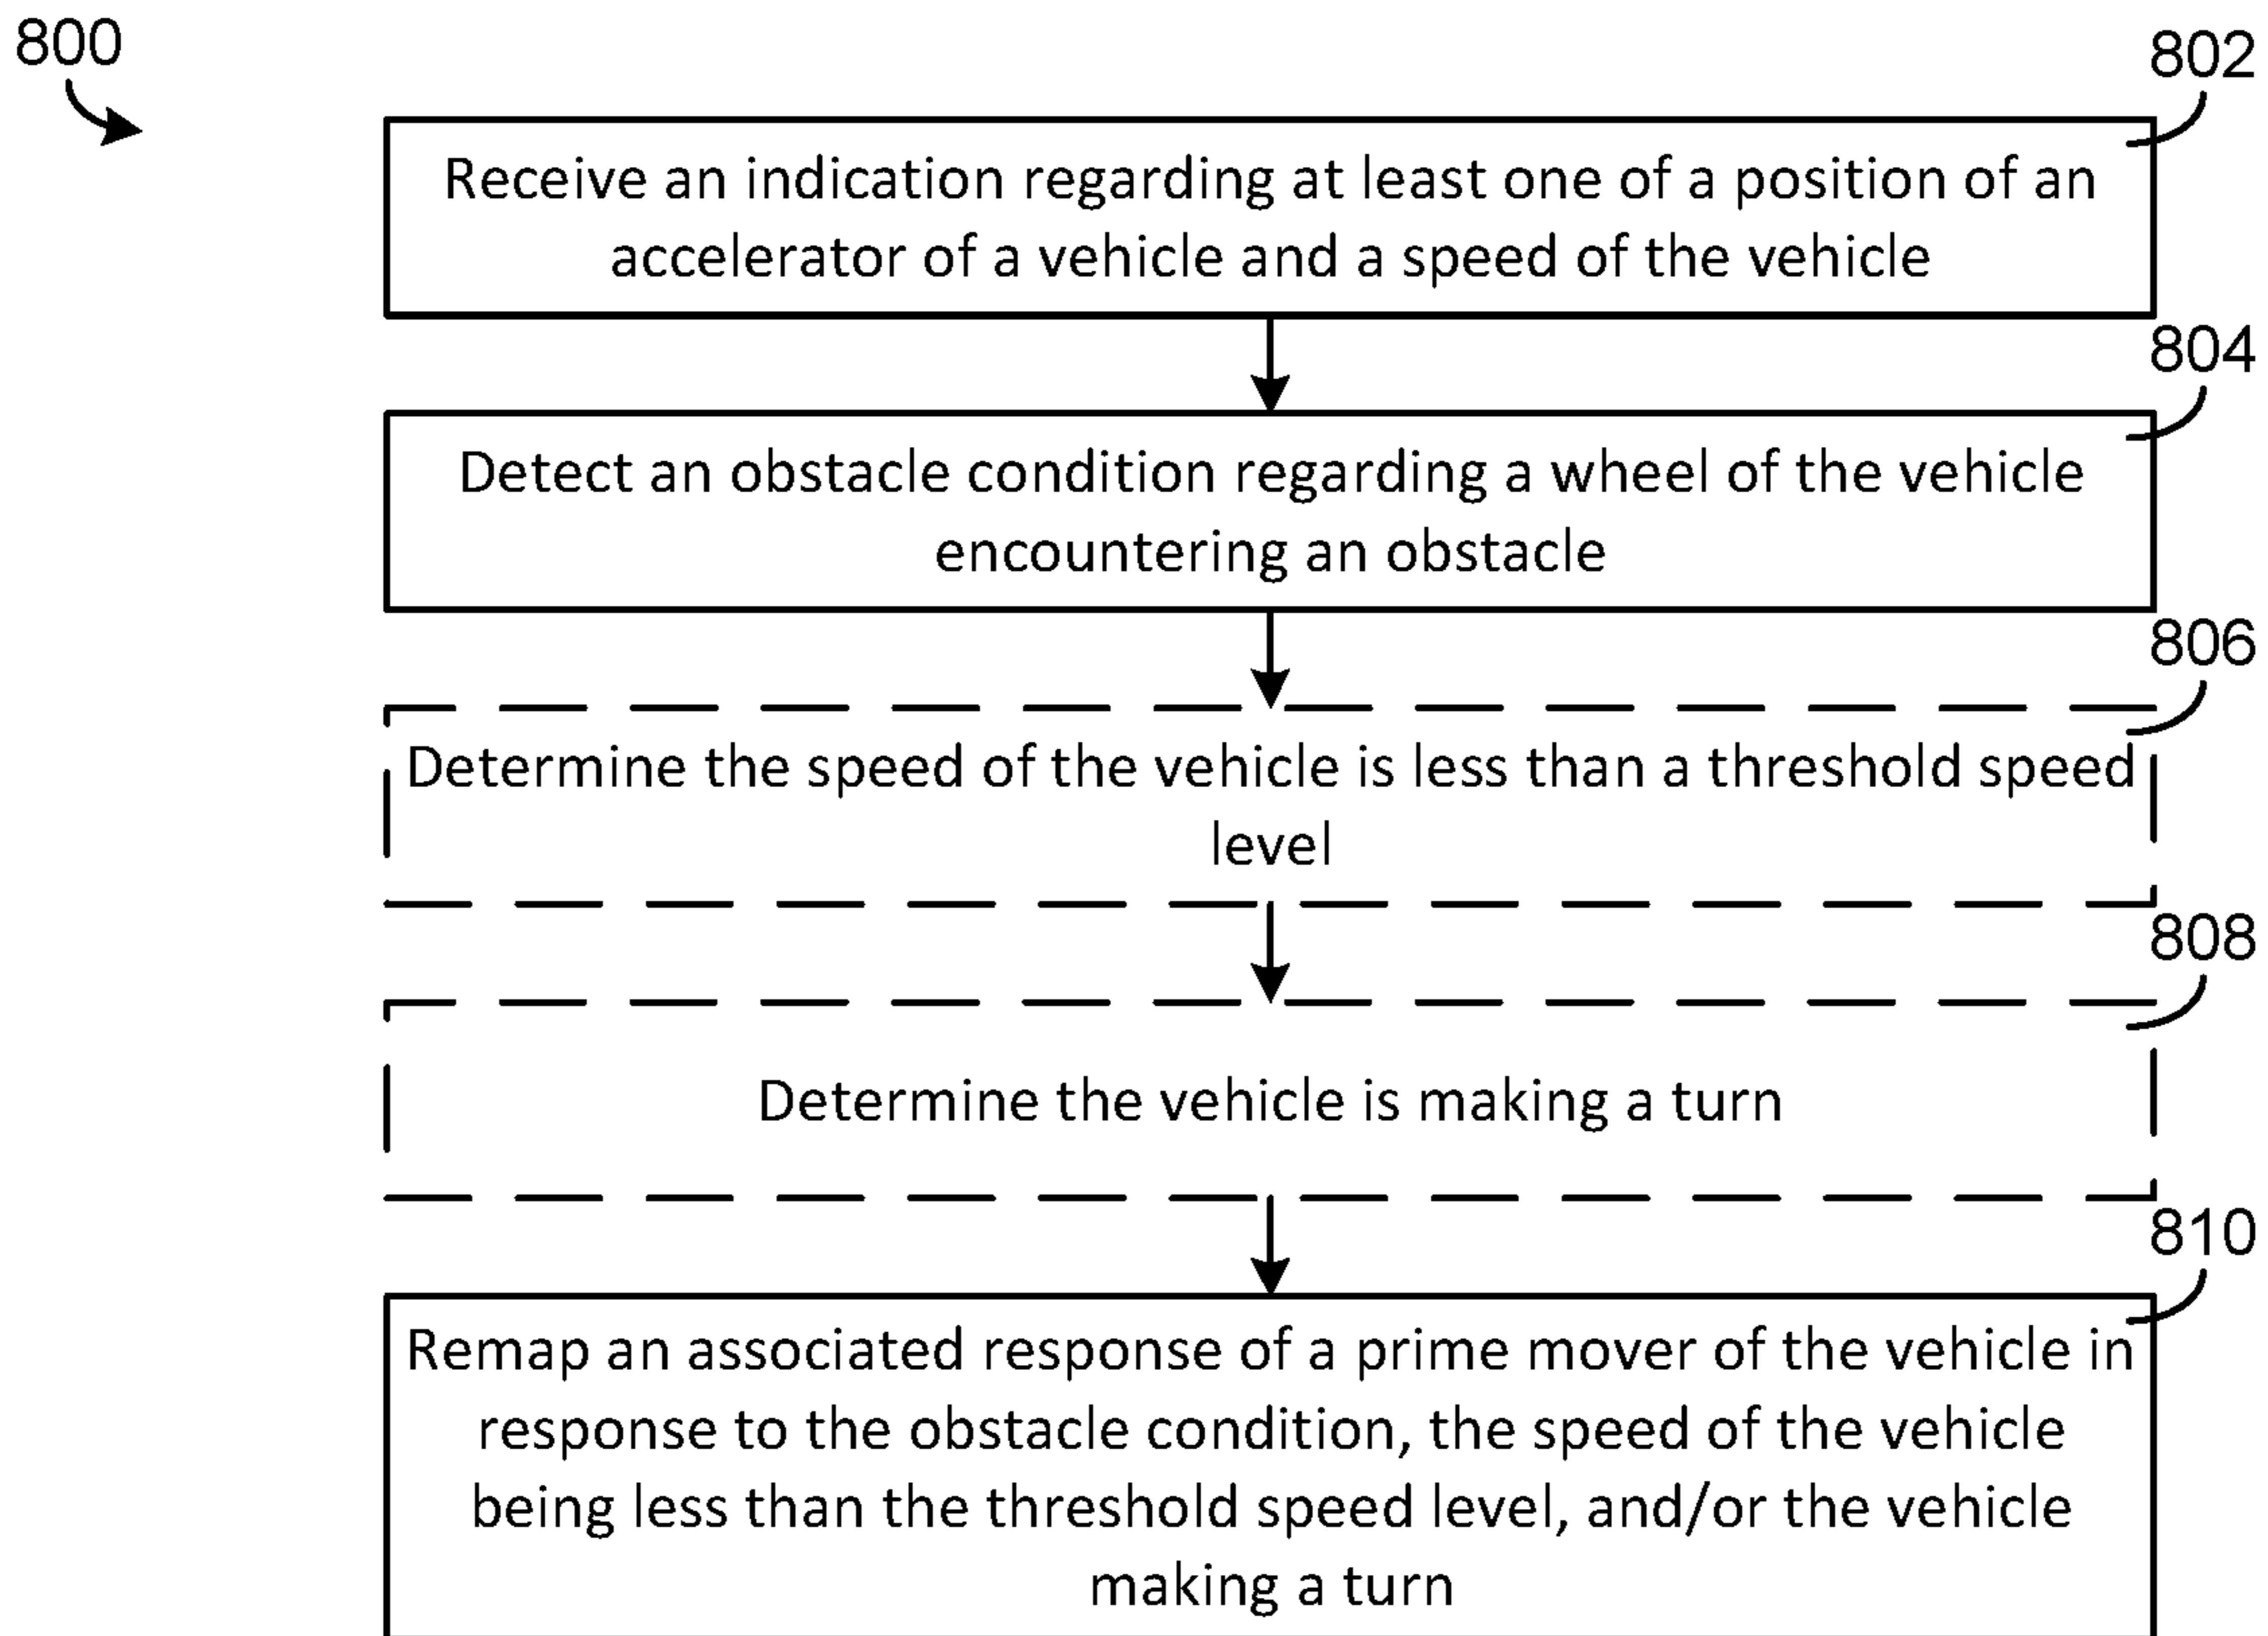 800
802
Receive an indication regarding at least one of a position of an
accelerator of a vehicle and a speed of the vehicle
804
Detect an obstacle condition regarding a wheel of the vehicle
encountering an obstacle
806
Determine the speed of the vehicle is less than a threshold speed
level
808
Determine the vehicle is making a turn
810
Remap an associated response of a prime mover of the vehicle in
response to the obstacle condition, the speed of the vehicle
being less than the threshold speed level, and/or the vehicle
making a turn